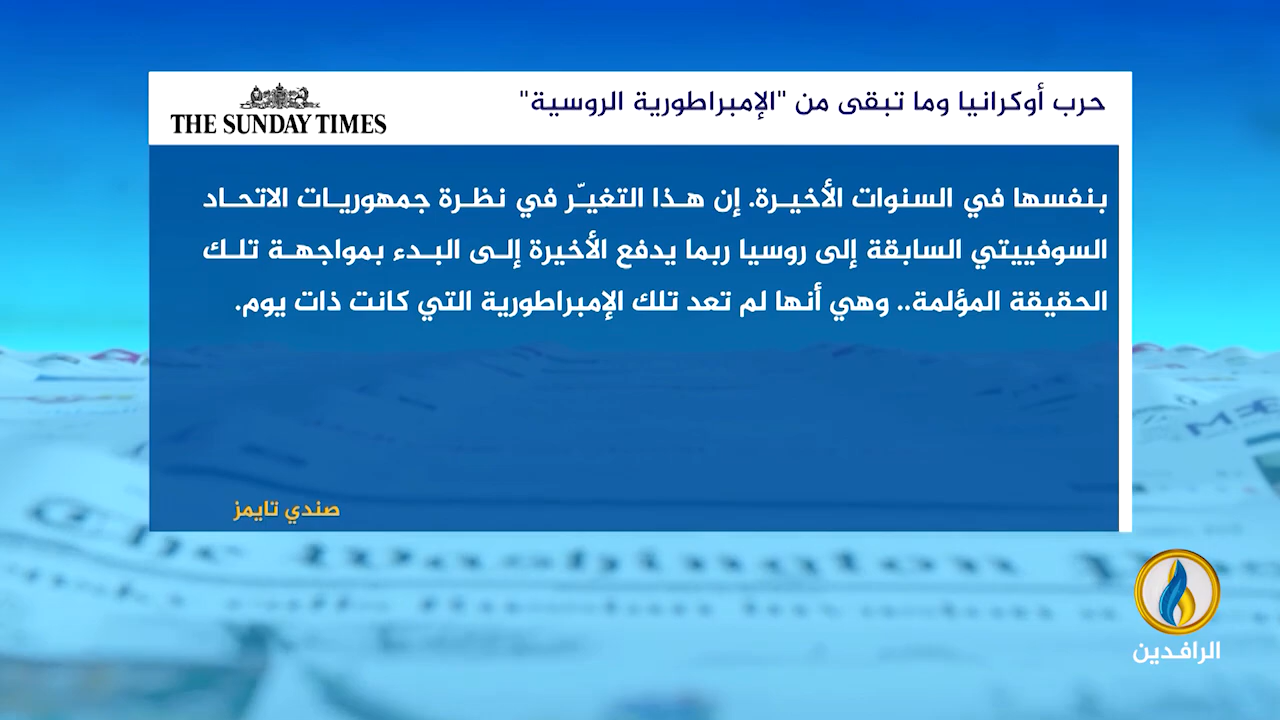 حرب أوكرانيا وما تبقى من "الإمبراطورية الروسية"
THE SUNDAY TIMES
بنفسها في السنوات الأخيرة. إن هذا التغيّر في نظرة جمهوريات الاتحاد
السوفييتي السابقة إلى روسيا ربما يدفع الأخيرة إلى البدء بمواجهة تلك
الحقيقة المؤلمة.. وهي أنها لم تعد تلك الإمبراطورية التي كانت ذات يوم.
صندي تايمز
The Washington
الرافدين